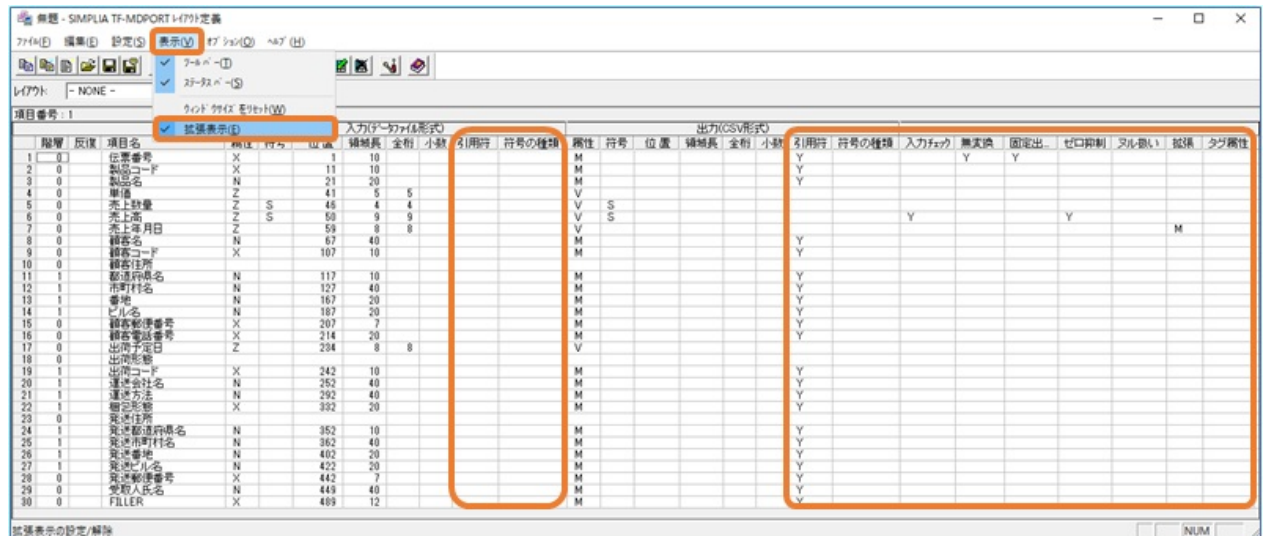 無題 - SIMPLIA TF-MDPORT ﾚｲｱｳﾄ定義
ﾌｧｲﾙ(F) 編集(E) 設定(S) 表示(V) ｵﾌﾟｼｮﾝ(O) ﾍﾙﾌﾟ(H)
ﾂｰﾙﾊﾞｰ(T)
ｽﾃｰﾀｽﾊﾞｰ(S)
ﾚｲｱｳﾄ: - NONE -
ｳｨﾝﾄﾞｳｻｲｽﾞをﾘｾｯﾄ(W)
項目番号 : 1
拡張表示(E)
入力(ﾃﾞｰﾀﾌｧｲﾙ形式) 出力(CSV形式)
階層 反復 項目名 属性 符号 位置 領域長 全桁 小数 引用符 符号の種類 属性 符号 位置 領域長 全桁 小数 引用符 符号の種類 入力ﾁｪｯｸ 無変換 固定出... ゼロ抑制 ヌル扱い 拡張 タグ属性
1 0 伝票番号 X 1 10 M Y Y Y
2 0 製品コード X 11 10 M Y
3 0 製品名 N 21 20 M Y
4 0 単価 Z 41 5 5 V
5 0 売上数量 Z S 46 4 4 V S
6 0 売上高 Z S 50 9 9 V S Y Y
7 0 売上年月日 Z 59 8 8 V M
8 0 顧客名 N 67 40 M Y
9 0 顧客コード X 107 10 M Y
10 0 顧客住所
11 1 都道府県名 N 117 10 M Y
12 1 市町村名 N 127 40 M Y
13 1 番地 N 167 20 M Y
14 1 ビル名 N 187 20 M Y
15 0 顧客郵便番号 X 207 7 M Y
16 0 顧客電話番号 X 214 20 M Y
17 0 出荷予定日 Z 234 8 8 V
18 0 出荷形態
19 1 出荷コード X 242 10 M Y
20 1 運送会社名 N 252 40 M Y
21 1 運送方法 N 292 40 M Y
22 1 梱包形態 X 332 20 M Y
23 0 発送住所
24 1 発送都道府県名 N 352 10 M Y
25 1 発送市町村名 N 362 40 M Y
26 1 発送番地 N 402 20 M Y
27 1 発送ビル名 N 422 20 M Y
28 0 発送郵便番号 X 442 7 M Y
29 0 受取人氏名 N 449 40 M Y
30 0 FILLER X 489 12 M Y
拡張表示の設定/解除 NUM